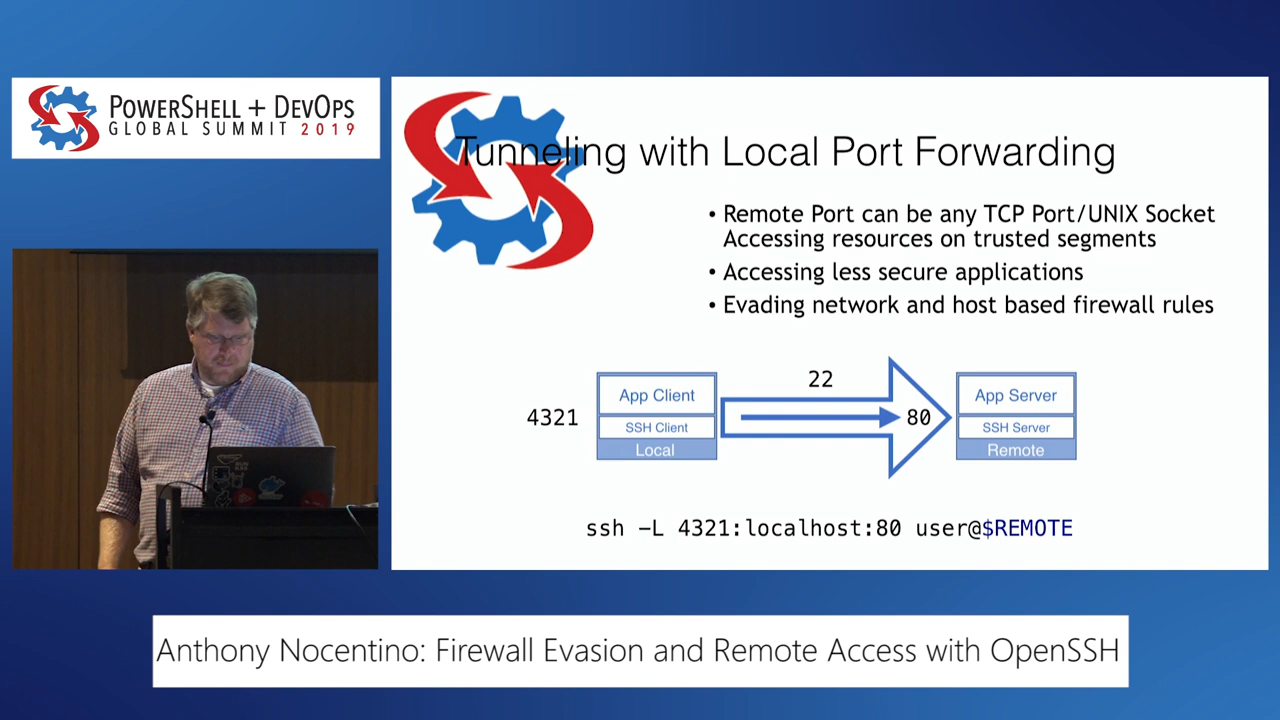 POWERSHELL + DEVOPS
GLOBAL SUMMIT 2019
Tunneling with Local Port Forwarding
• Remote Port can be any TCP Port/UNIX Socket
Accessing resources on trusted segments
• Accessing less secure applications
• Evading network and host based firewall rules
22
4321
App Client
SSH Client
Local
80
App Server
SSH Server
Remote
ssh -L 4321:localhost:80 user@$REMOTE
Anthony Nocentino: Firewall Evasion and Remote Access with OpenSSH